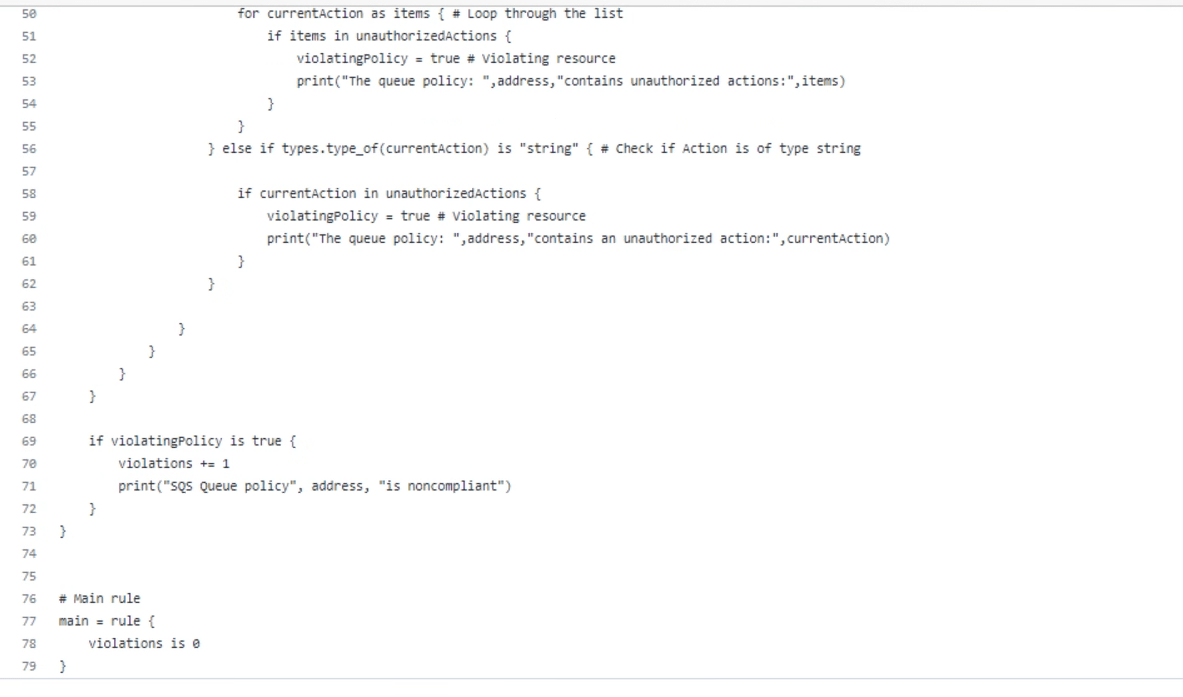 50                         for currentAction as items { # Loop through the list
51                             if items in unauthorizedActions {
52                                 violatingPolicy = true # Violating resource
53                                 print("The queue policy: ",address,"contains unauthorized actions:",items)
54                             }
55                         }
56                     } else if types.type_of(currentAction) is "string" { # Check if Action is of type string
57
58                         if currentAction in unauthorizedActions {
59                             violatingPolicy = true # Violating resource
60                             print("The queue policy: ",address,"contains an unauthorized action:",currentAction)
61                         }
62                     }
63
64                 }
65             }
66         }
67     }
68
69     if violatingPolicy is true {
70         violations += 1
71         print("SQS Queue policy", address, "is noncompliant")
72     }
73 }
74
75
76 # Main rule
77 main = rule {
78     violations is 0
79 }